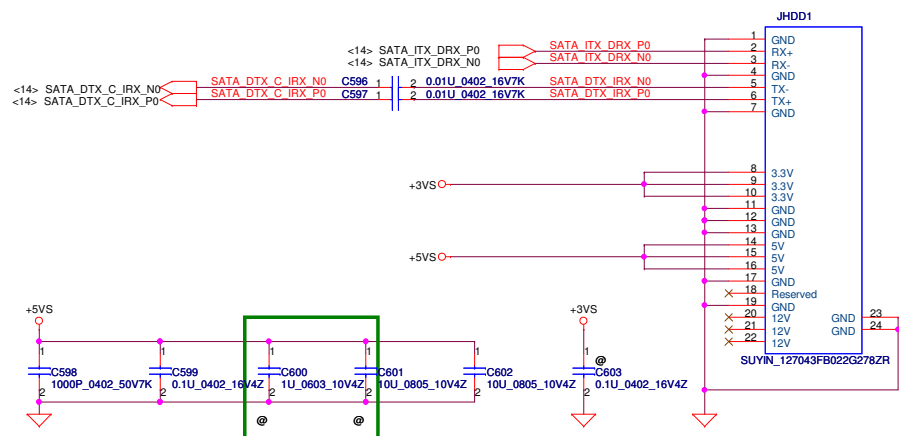 JHDD1
1 GND
<14> SATA_ITX_DRX_P0 SATA_ITX_DRX_P0 2 RX+
<14> SATA_ITX_DRX_N0 SATA_ITX_DRX_N0 3 RX-
4 GND
<14> SATA_DTX_C_IRX_N0 SATA_DTX_C_IRX_N0 C596 1 2 0.01U_0402_16V7K SATA_DTX_IRX_N0 5 TX-
<14> SATA_DTX_C_IRX_P0 SATA_DTX_C_IRX_P0 C597 1 2 0.01U_0402_16V7K SATA_DTX_IRX_P0 6 TX+
7 GND
8 3.3V
+3VS 9 3.3V
10 3.3V
11 GND
12 GND
13 GND
14 5V
+5VS 15 5V
16 5V
17 GND
18 Reserved
19 GND
20 12V GND 23
21 12V GND 24
22 12V
SUYIN_127043FB022G278ZR
+5VS +3VS
1 1 1 1 1 1 @
C598 C599 C600 C601 C602 C603
1000P_0402_50V7K 0.1U_0402_16V4Z 1U_0603_10V4Z 10U_0805_10V4Z 10U_0805_10V4Z 0.1U_0402_16V4Z
2 2 2 2 2 2
@ @